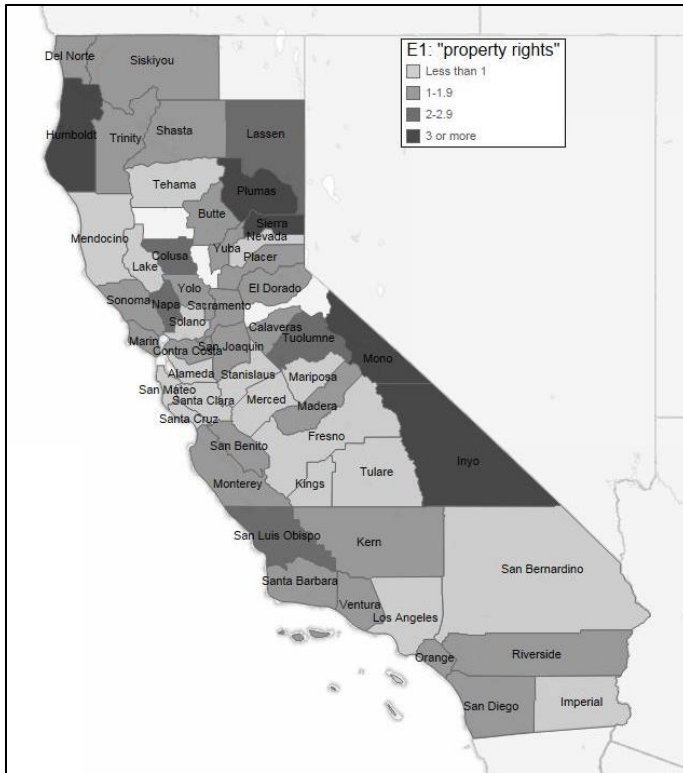 E1: "property rights"
Less than 1
1-1.9
2-2.9
3 or more
Del Norte
Siskiyou
Humboldt
Trinity
Shasta
Lassen
Tehama
Plumas
Butte
Sierra
Nevada
Mendocino
Yuba
Placer
Colusa
Lake
El Dorado
Yolo
Sonoma
Napa
Sacramento
Solano
Calaveras
Tuolumne
Marin
Contra Costa
San Joaquin
Mono
Alameda
Stanislaus
Mariposa
San Mateo
Santa Clara
Merced
Madera
Santa Cruz
Fresno
San Benito
Inyo
Tulare
Monterey
Kings
San Luis Obispo
Kern
San Bernardino
Santa Barbara
Ventura
Los Angeles
Orange
Riverside
San Diego
Imperial